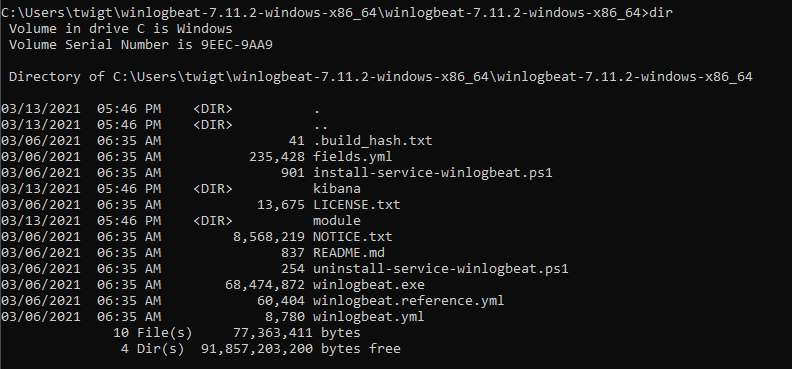 C:\Users\twigt\winlogbeat-7.11.2-windows-x86_64\winlogbeat-7.11.2-windows-x86_64>dir
 Volume in drive C is Windows
 Volume Serial Number is 9EEC-9AA9
 Directory of C:\Users\twigt\winlogbeat-7.11.2-windows-x86_64\winlogbeat-7.11.2-windows-x86_64
03/13/2021  05:46 PM    <DIR>          .
03/13/2021  05:46 PM    <DIR>          ..
03/06/2021  06:35 AM                41 .build_hash.txt
03/06/2021  06:35 AM           235,428 fields.yml
03/06/2021  06:35 AM               901 install-service-winlogbeat.ps1
03/13/2021  05:46 PM    <DIR>          kibana
03/06/2021  06:35 AM            13,675 LICENSE.txt
03/13/2021  05:46 PM    <DIR>          module
03/06/2021  06:35 AM         8,568,219 NOTICE.txt
03/06/2021  06:35 AM               837 README.md
03/06/2021  06:35 AM               254 uninstall-service-winlogbeat.ps1
03/06/2021  06:35 AM        68,474,872 winlogbeat.exe
03/06/2021  06:35 AM            60,404 winlogbeat.reference.yml
03/06/2021  06:35 AM             8,780 winlogbeat.yml
              10 File(s)     77,363,411 bytes
               4 Dir(s)  91,857,203,200 bytes free